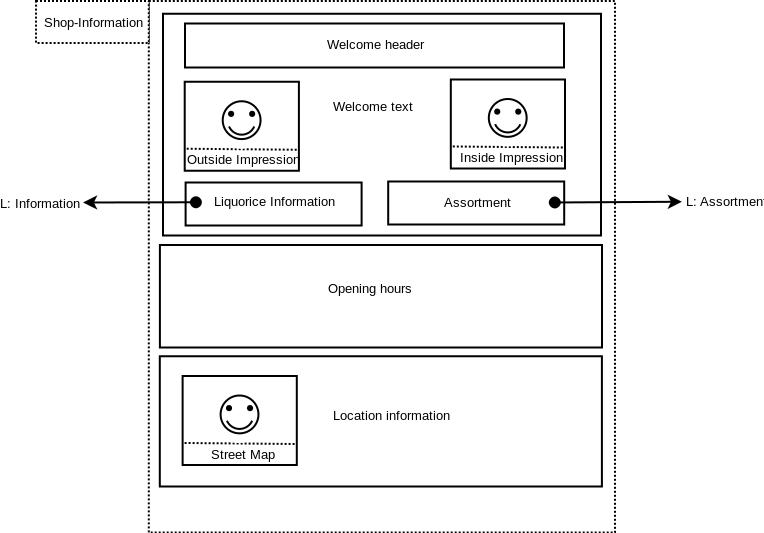 Shop-Information
Welcome header
Welcome text
Outside Impression
Inside Impression
L: Information
Liquorice Information
Assortment
L: Assortment
Opening hours
Location information
Street Map